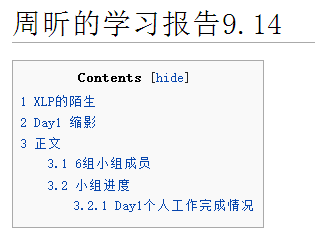 周昕的学习报告9.14
Contents [hide]
1 XLP的陌生
2 Day1 缩影
3 正文
3.1 6组小组成员
3.2 小组进度
3.2.1 Day1个人工作完成情况